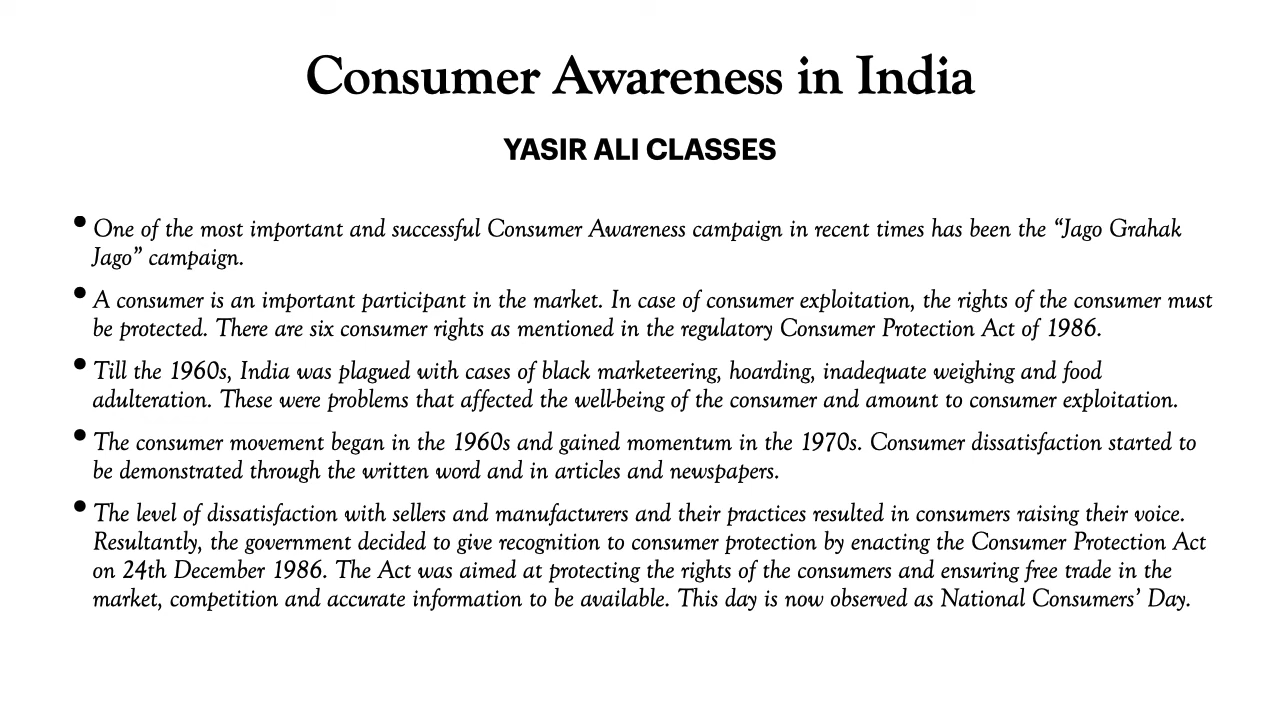 Consumer Awareness in India
YASIR ALI CLASSES
• One of the most important and successful Consumer Awareness campaign in recent times has been the “Jago Grahak
Jago” campaign.
• A consumer is an important participant in the market. In case of consumer exploitation, the rights of the consumer must
be protected. There are six consumer rights as mentioned in the regulatory Consumer Protection Act of 1986.
• Till the 1960s, India was plagued with cases of black marketeering, hoarding, inadequate weighing and food
adulteration. These were problems that affected the well-being of the consumer and amount to consumer exploitation.
• The consumer movement began in the 1960s and gained momentum in the 1970s. Consumer dissatisfaction started to
be demonstrated through the written word and in articles and newspapers.
• The level of dissatisfaction with sellers and manufacturers and their practices resulted in consumers raising their voice.
Resultantly, the government decided to give recognition to consumer protection by enacting the Consumer Protection Act
on 24th December 1986. The Act was aimed at protecting the rights of the consumers and ensuring free trade in the
market, competition and accurate information to be available. This day is now observed as National Consumers’ Day.